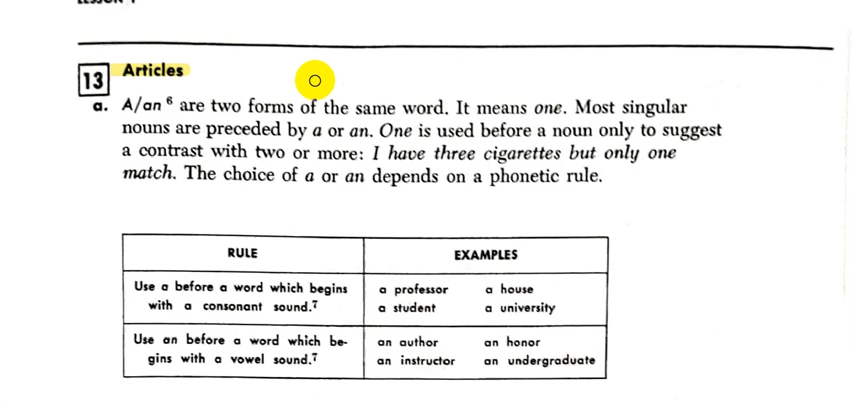 LESSON 1
13 Articles
a. A/an 6 are two forms of the same word. It means one. Most singular
nouns are preceded by a or an. One is used before a noun only to suggest
a contrast with two or more: I have three cigarettes but only one
match. The choice of a or an depends on a phonetic rule.
RULE EXAMPLES
Use a before a word which begins
with a consonant sound.7
a professor a house
a student a university
Use an before a word which be-
gins with a vowel sound.7
an author an honor
an instructor an undergraduate